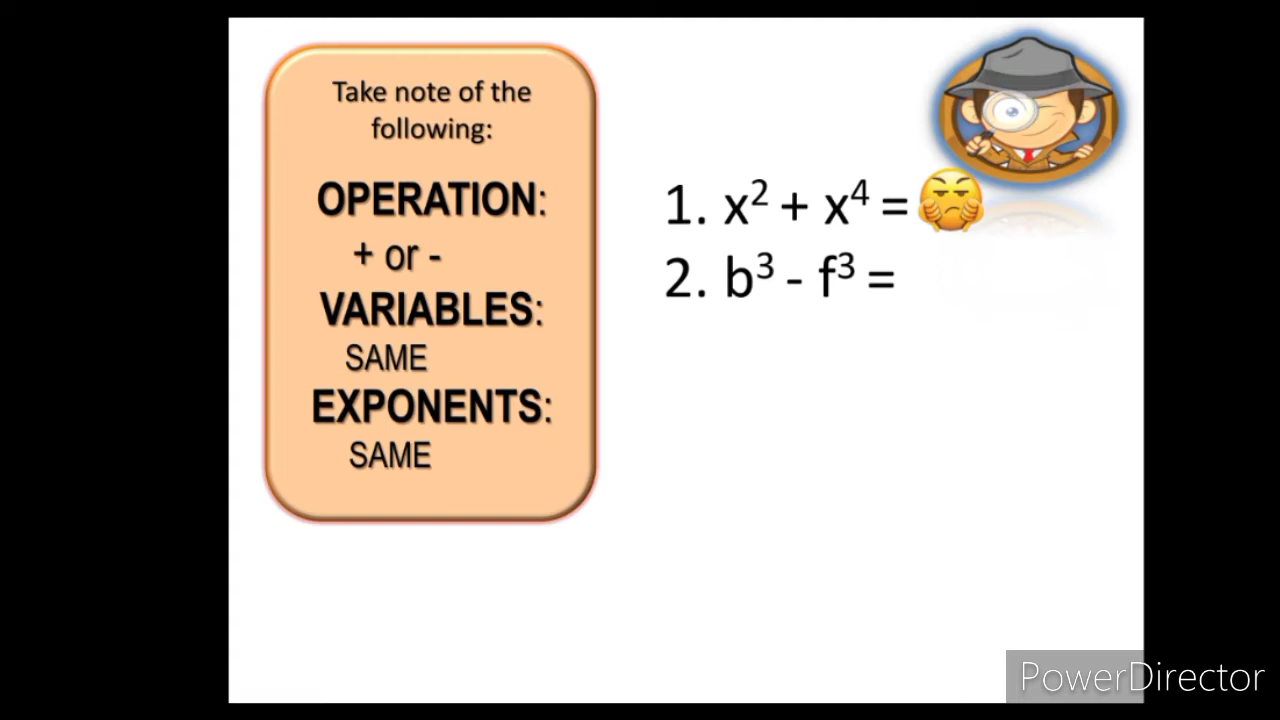 Take note of the
following:
OPERATION:
+ or -
VARIABLES:
SAME
EXPONENTS:
SAME
1. x² + x⁴ =
2. b³ - f³ =
PowerDirector